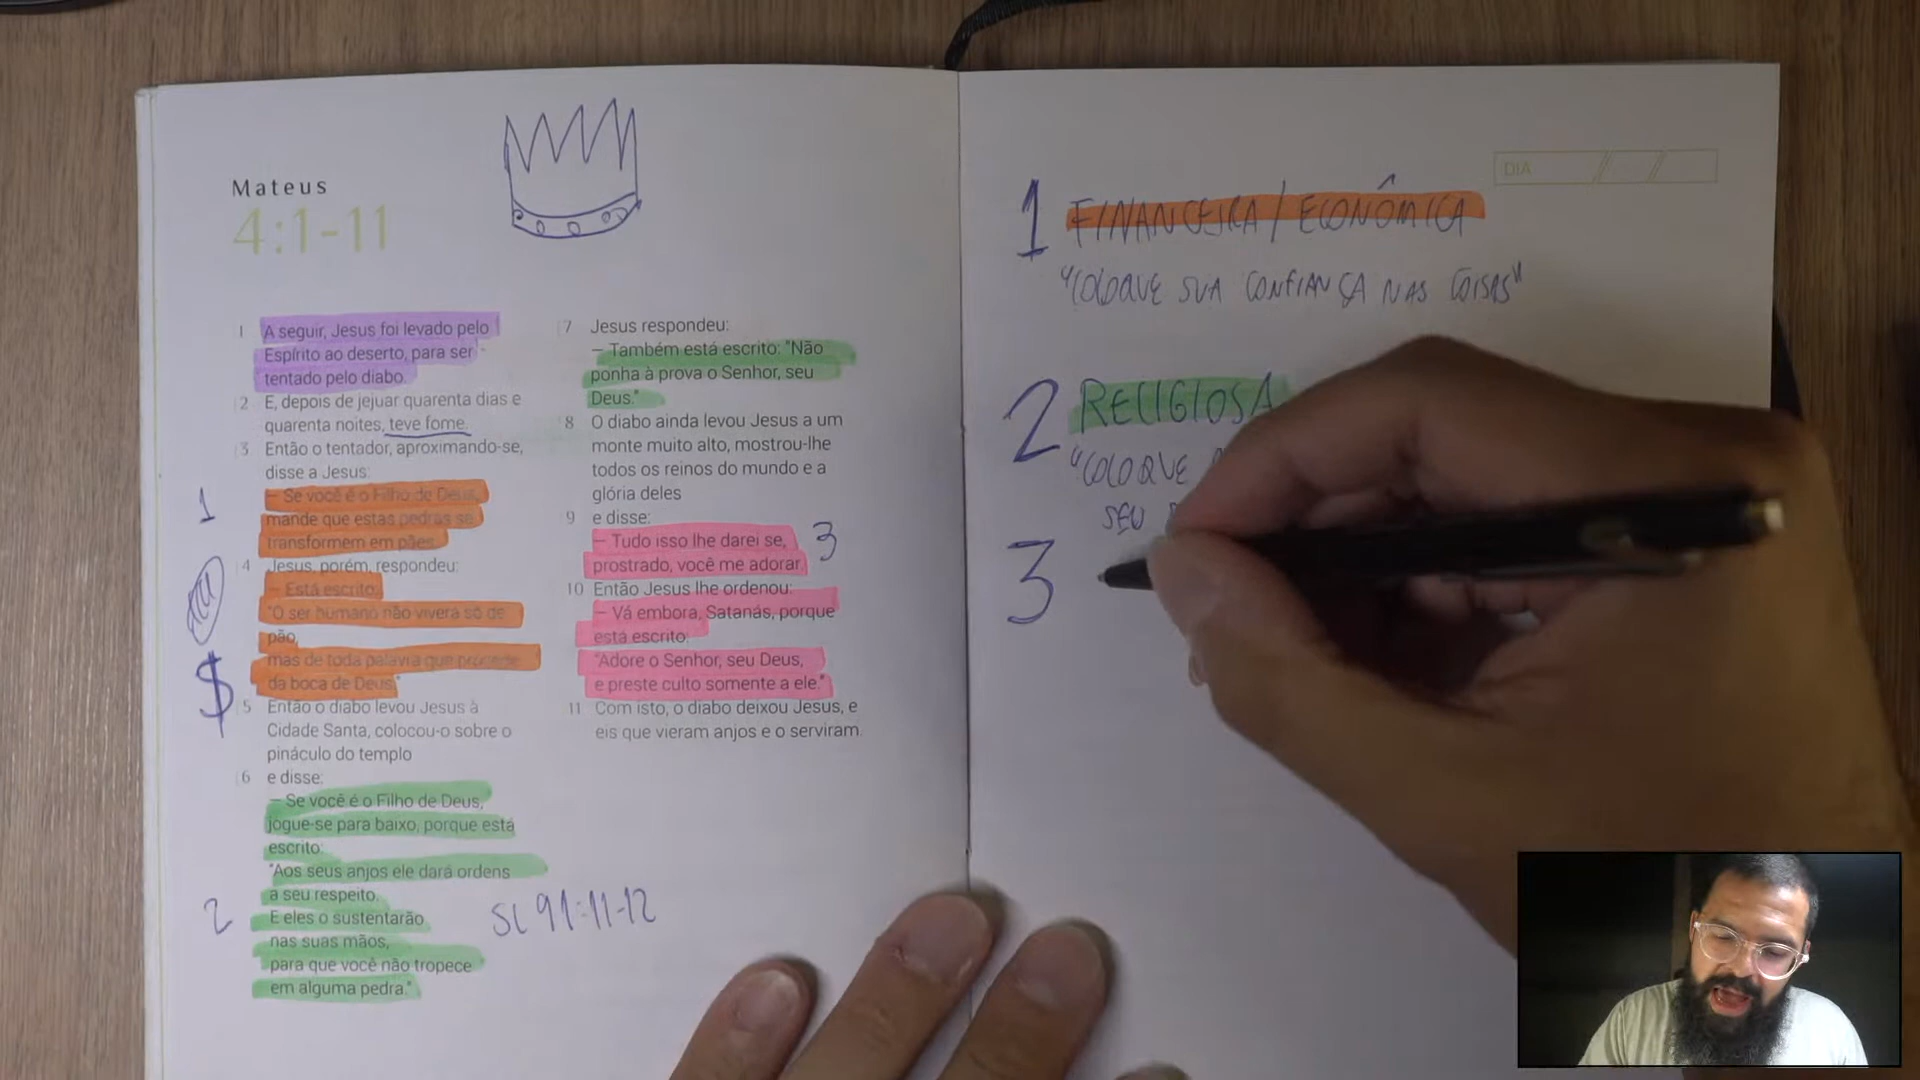 Mateus
4:1-11
1 A seguir, Jesus foi levado pelo
Espírito ao deserto, para ser
tentado pelo diabo.
2 E, depois de jejuar quarenta dias e
quarenta noites, teve fome.
3 Então o tentador, aproximando-se,
disse a Jesus:
1
— Se você é o Filho de Deus,
mande que estas pedras se
transformem em pães.
4 Jesus, porém, respondeu:
— Está escrito:
"O ser humano não viverá só de
pão,
mas de toda palavra que procede
da boca de Deus."
$
5 Então o diabo levou Jesus à
Cidade Santa, colocou-o sobre o
pináculo do templo
6 e disse:
— Se você é o Filho de Deus,
jogue-se para baixo, porque está
escrito:
"Aos seus anjos ele dará ordens
a seu respeito.
E eles o sustentarão
nas suas mãos,
para que você não tropece
em alguma pedra."
2
SL 91:11-12
7 Jesus respondeu:
— Também está escrito: "Não
ponha à prova o Senhor, seu
Deus."
8 O diabo ainda levou Jesus a um
monte muito alto, mostrou-lhe
todos os reinos do mundo e a
glória deles
9 e disse:
— Tudo isso lhe darei se,
prostrado, você me adorar.
3
10 Então Jesus lhe ordenou:
— Vá embora, Satanás, porque
está escrito:
"Adore o Senhor, seu Deus,
e preste culto somente a ele."
11 Com isto, o diabo deixou Jesus, e
eis que vieram anjos e o serviram.
DIA
1 FINANCEIRA / ECONÔMICA
"COLOQUE SUA CONFIANÇA NAS COISAS"
2 RELIGIOSA
"COLOQUE
SEU
3